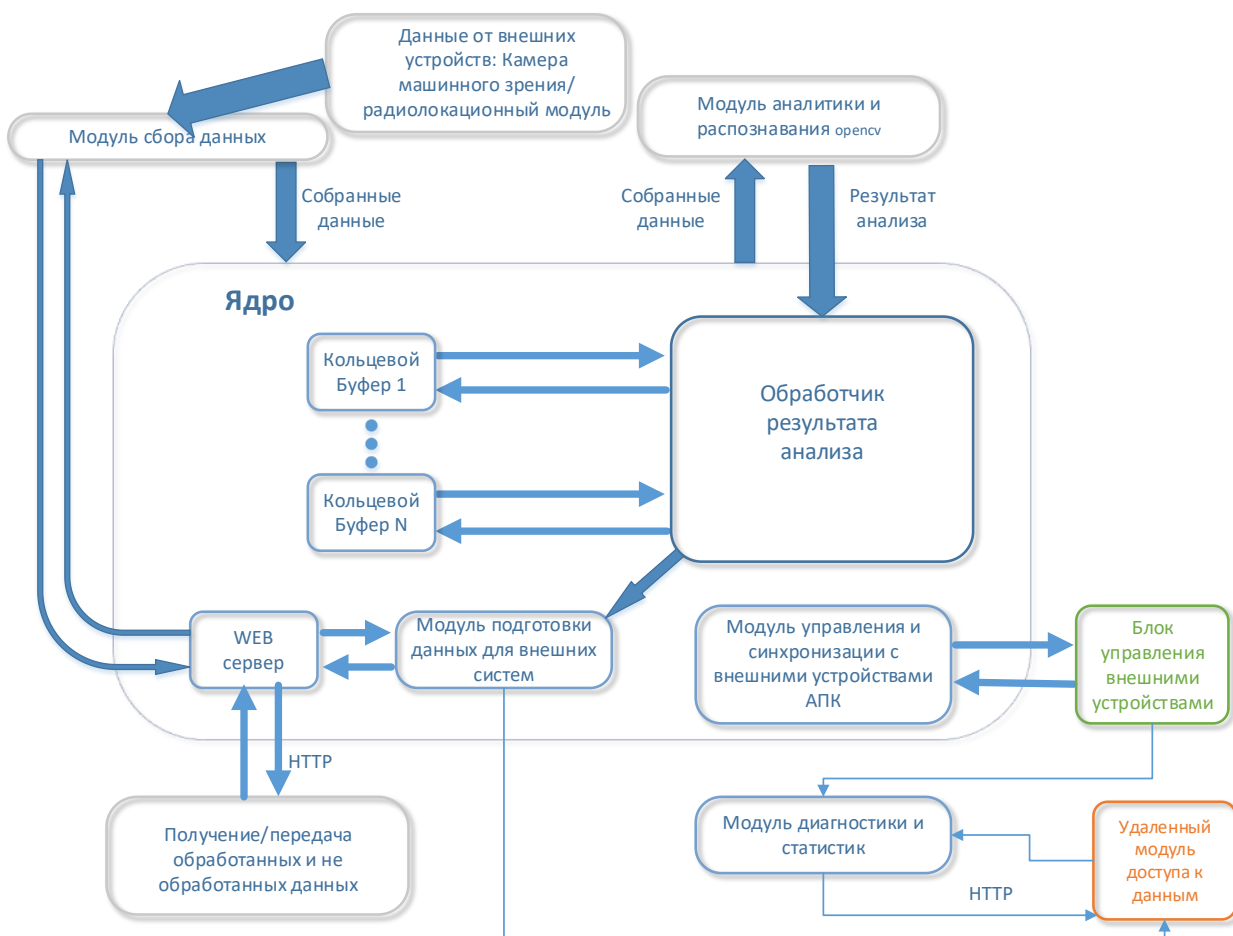 Данные от внешних
устройств: Камера
машинного зрения/
радиолокационный модуль
Модуль сбора данных
Модуль аналитики и
распознавания opencv
Собранные
данные
Собранные
данные
Результат
анализа
Ядро
Кольцевой
Буфер 1
Обработчик
результата
анализа
Кольцевой
Буфер N
WEB
сервер
Модуль подготовки
данных для внешних
систем
Модуль управления и
синхронизации с
внешними устройствами
АПК
Блок
управления
внешними
устройствами
HTTP
Получение/передача
обработанных и не
обработанных данных
Модуль диагностики и
статистик
Удаленный
модуль
доступа к
данным
HTTP